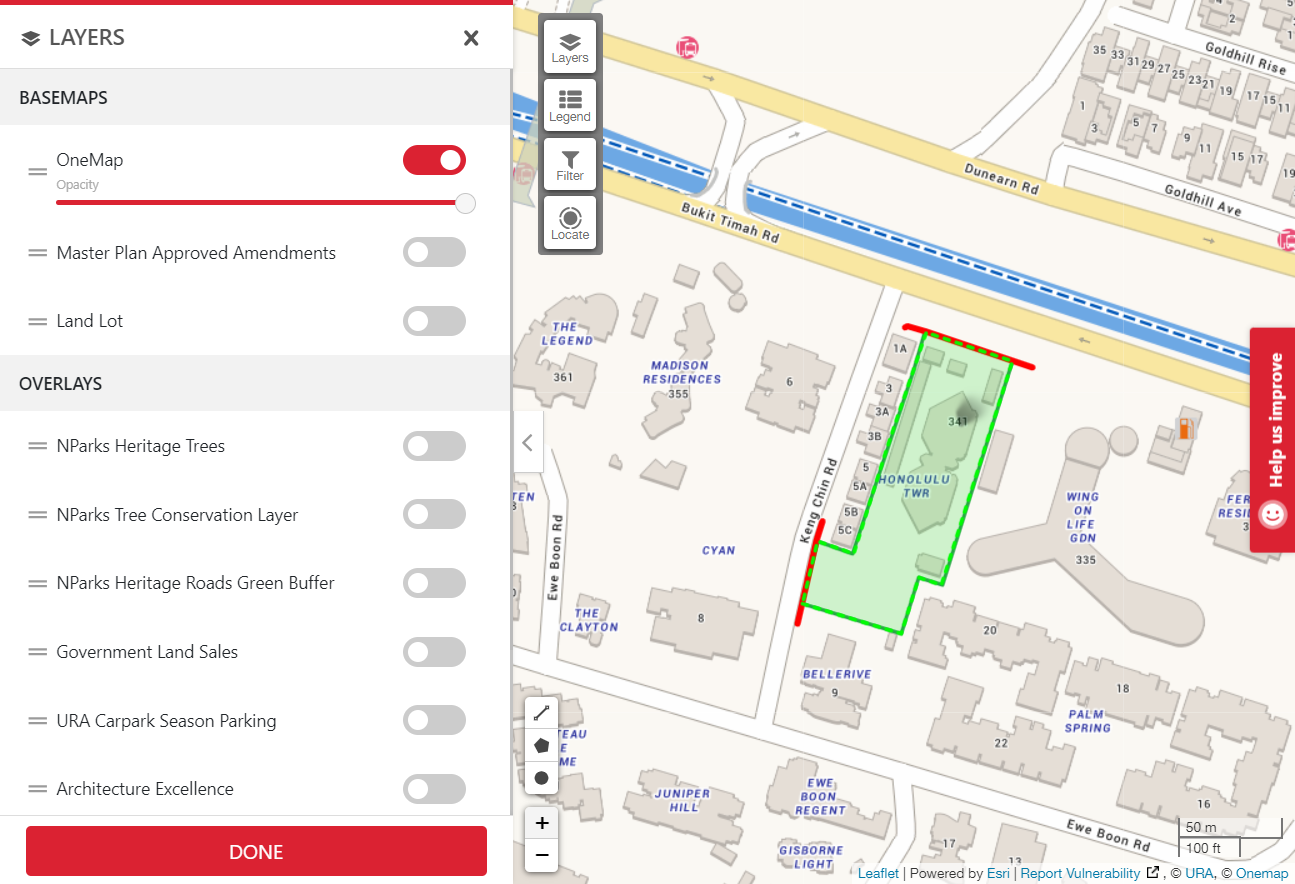 LAYERS
BASEMAPS
OneMap
Opacity
Master Plan Approved Amendments
Land Lot
OVERLAYS
NParks Heritage Trees
NParks Tree Conservation Layer
NParks Heritage Roads Green Buffer
Government Land Sales
URA Carpark Season Parking
Architecture Excellence
DONE
Layers
Legend
Filter
Locate
Goldhill Rise
2
35
33
31
29
27
25
23
21
19
17
15
11
1
3
5
7
9
11
15
17
19
Dunearn Rd
Goldhill Ave
Bukit Timah Rd
THE
LEGEND
361
MADISON
RESIDENCES
355
6
1A
3
3A
3B
5
5A
5B
5C
341
HONOLULU
TWR
Keng Chin Rd
Help us improve
WING
ON
LIFE
GDN
335
FER
RESI
3
TEN
3
Ewe Boon Rd
CYAN
THE
CLAYTON
8
BELLERIVE
9
20
18
PALM
SPRING
22
16
TEAU
E
ME
JUNIPER
HILL
EWE
BOON
REGENT
GISBORNE
LIGHT
17
13
Ewe Boon Rd
+
−
50 m
100 ft
Leaflet | Powered by Esri | Report Vulnerability , © URA, © Onemap